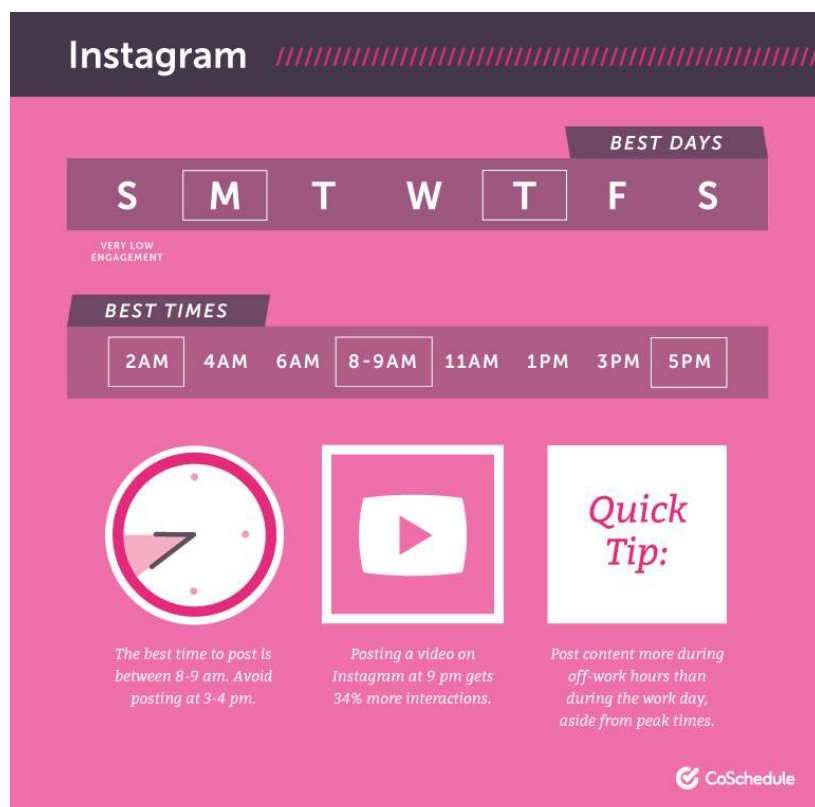 Instagram
BEST DAYS
S M T W T F S
VERY LOW
ENGAGEMENT
BEST TIMES
2AM 4AM 6AM 8-9AM 11AM 1PM 3PM 5PM
Quick
Tip:
The best time to post is
between 8-9 am. Avoid
posting at 3-4 pm.
Posting a video on
Instagram at 9 pm gets
34% more interactions.
Post content more during
off-work hours than
during the work day,
aside from peak times.
CoSchedule